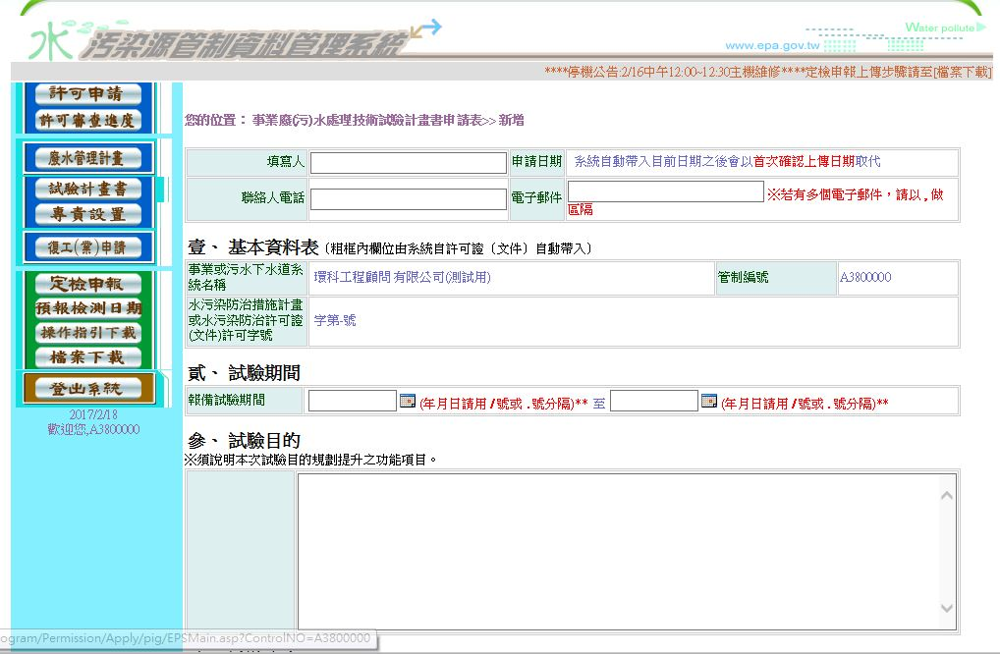 水污染源管制資料管理系統
Water pollute
www.epa.gov.tw
****停機公告:2/16中午12:00~12:30主機維修****定檢申報上傳步驟請至[檔案下載]
許可申請
許可審查進度
廢水管理計畫
試驗計畫書
專責設置
復工(業)申請
定檢申報
預報檢測日期
操作指引下載
檔案下載
登出系統
2017/2/18
歡迎您,A3800000
您的位置： 事業廢(污)水處理技術試驗計畫書申請表>> 新增
填寫人
申請日期 系統自動帶入目前日期之後會以首次確認上傳日期取代
聯絡人電話
電子郵件 ※若有多個電子郵件，請以 , 做
區隔
壹、 基本資料表〔粗框內欄位由系統自許可證〔文件〕自動帶入〕
事業或污水下水道系
統名稱
環科工程顧問 有限公司(測試用)
管制編號
A3800000
水污染防治措施計畫
或水污染防治許可證
(文件)許可字號
字第-號
貳、 試驗期間
報備試驗期間
(年月日請用 / 號或 . 號分隔)** 至
(年月日請用 / 號或 . 號分隔)**
參、 試驗目的
※須說明本次試驗目的規劃提升之功能項目。
ogram/Permission/Apply/pig/EPSMain.asp?ControlNO=A3800000